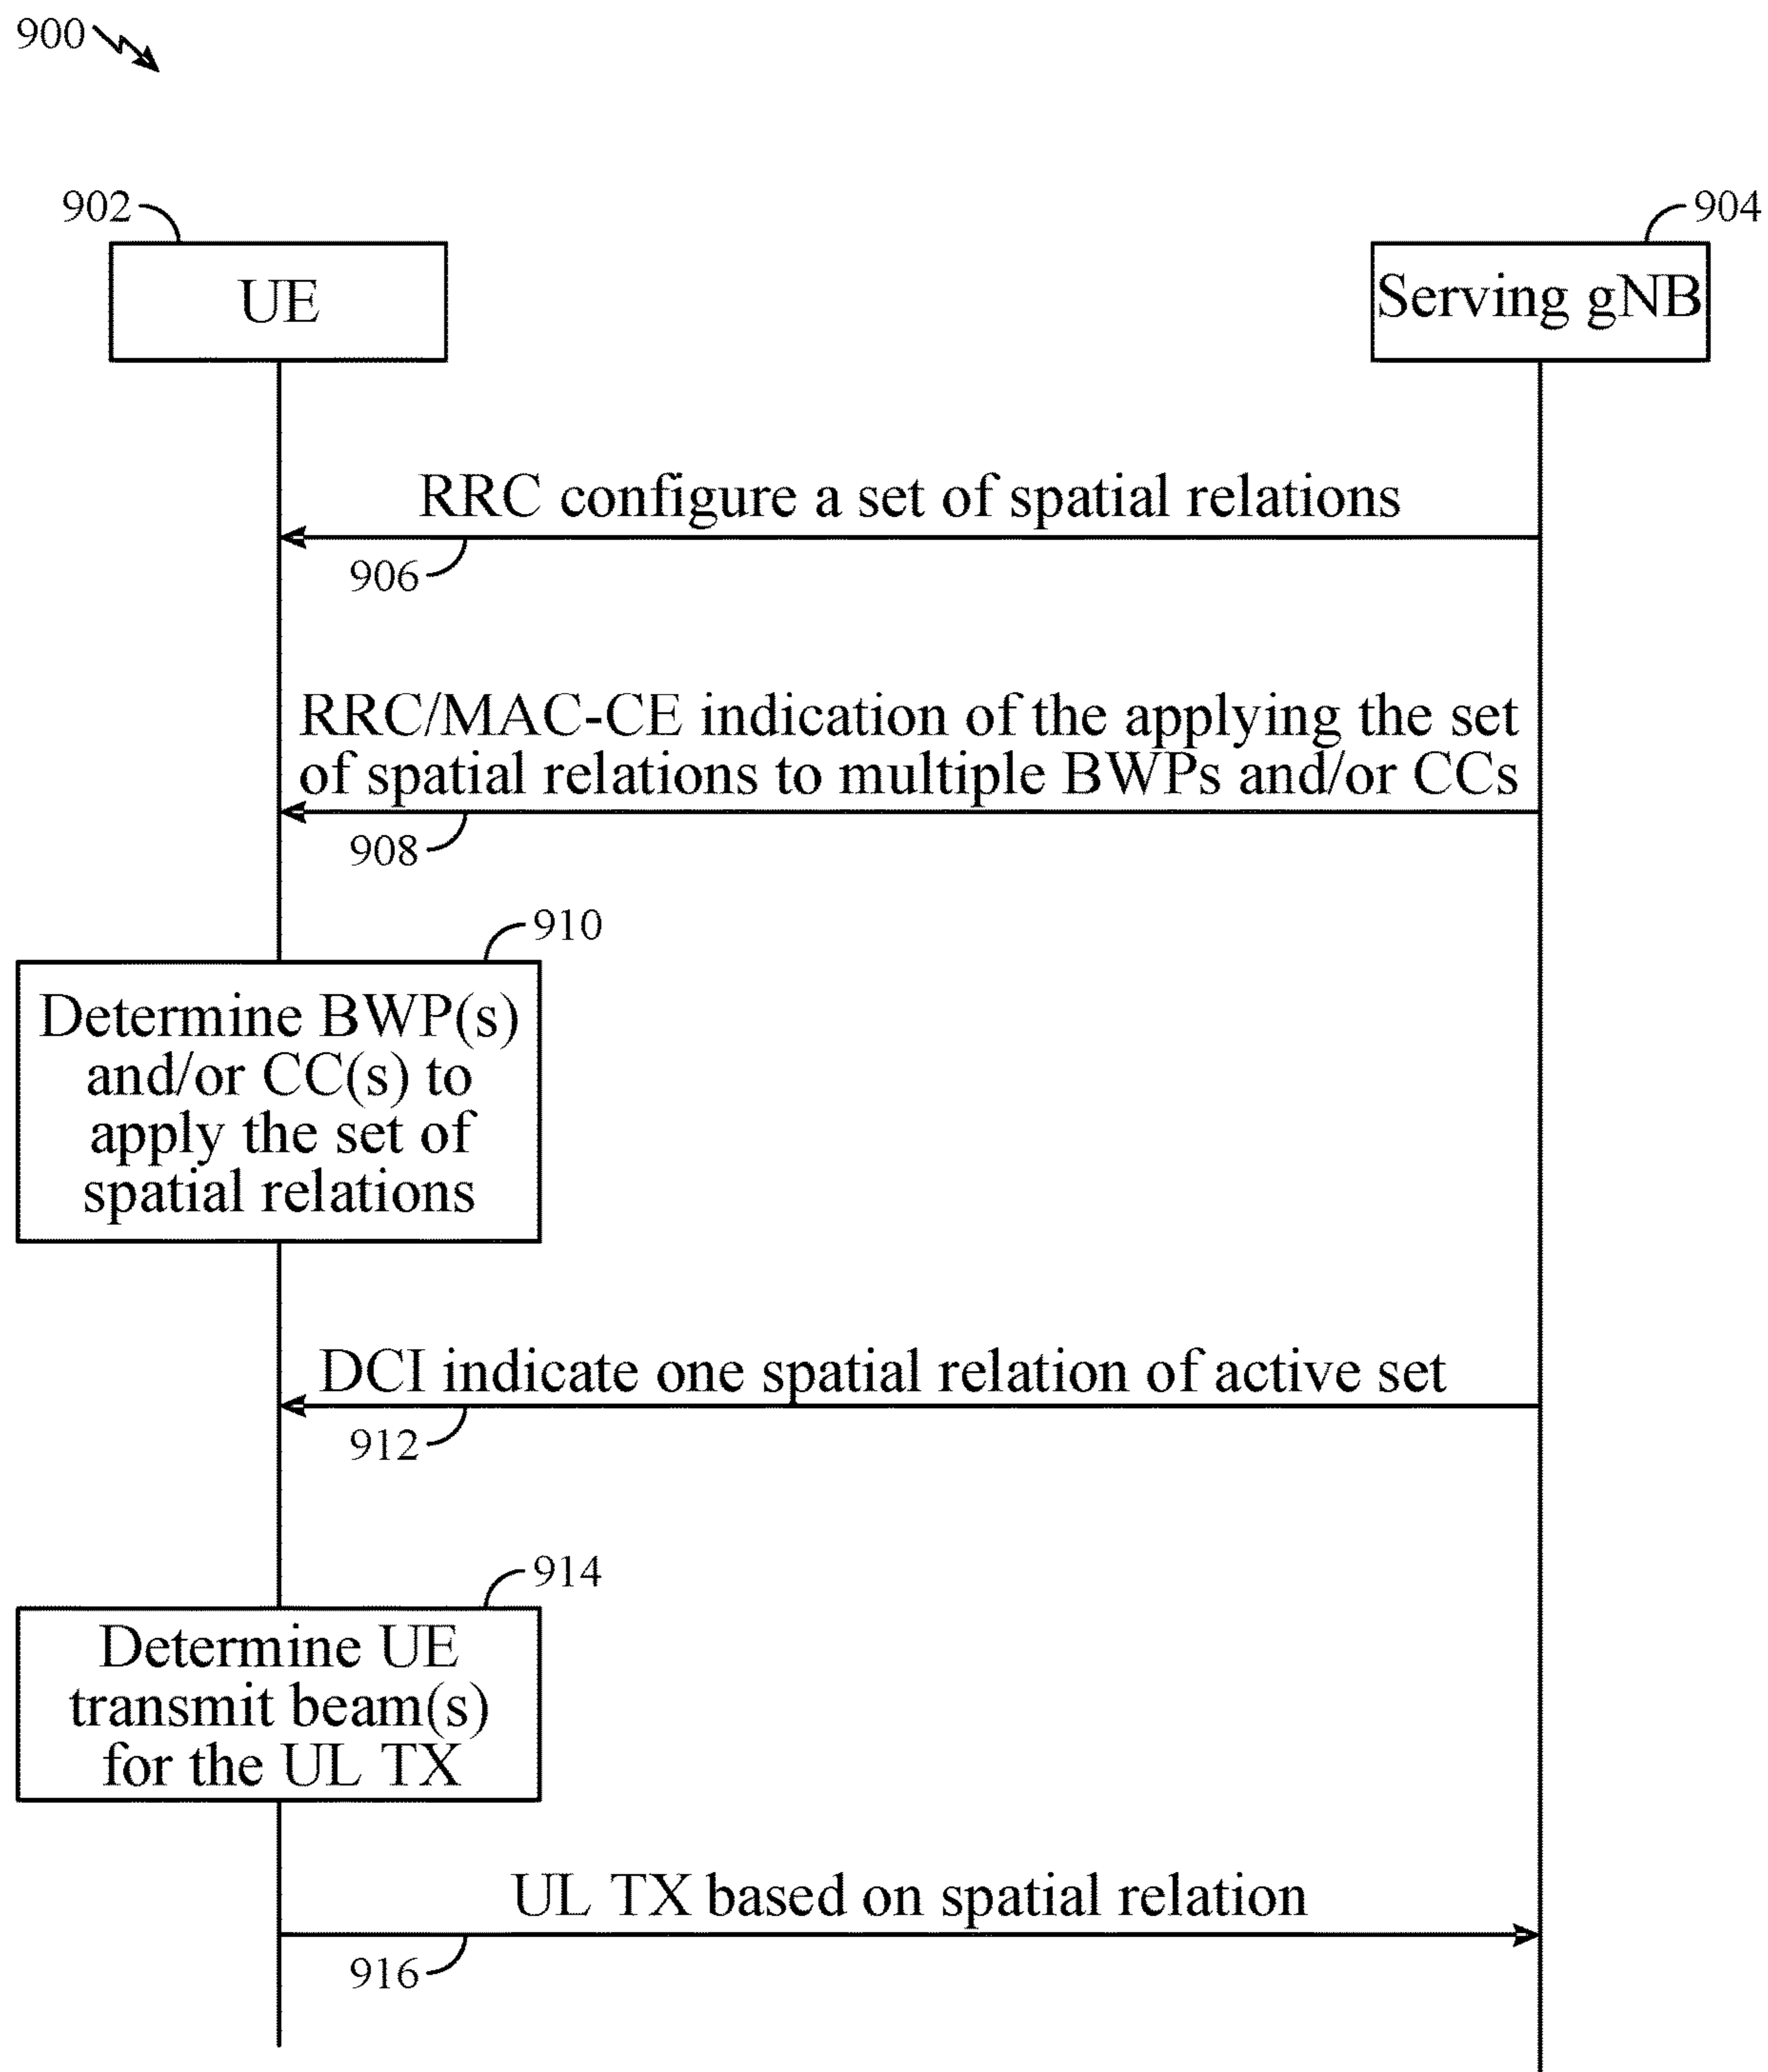 900
902
904
UE
Serving gNB
RRC configure a set of spatial relations
906
RRC/MAC-CE indication of the applying the set
of spatial relations to multiple BWPs and/or CCs
908
910
Determine BWP(s)
and/or CC(s) to
apply the set of
spatial relations
DCI indicate one spatial relation of active set
912
914
Determine UE
transmit beam(s)
for the UL TX
UL TX based on spatial relation
916